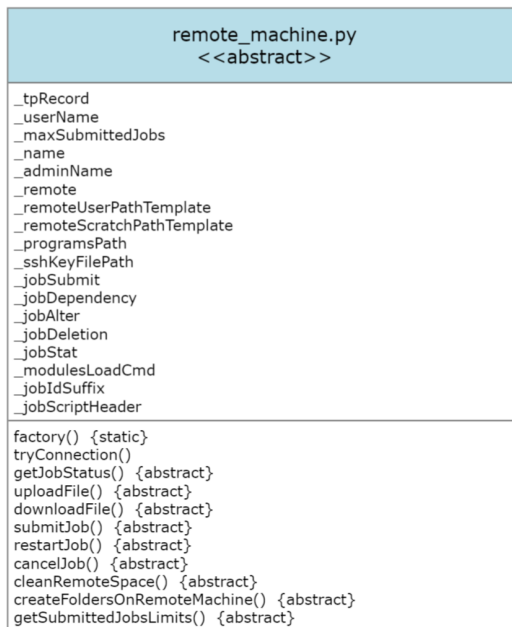 remote_machine.py
<<abstract>>
_tpRecord
_userName
_maxSubmittedJobs
_name
_adminName
_remote
_remoteUserPathTemplate
_remoteScratchPathTemplate
_programsPath
_sshKeyFilePath
_jobSubmit
_jobDependency
_jobAlter
_jobDeletion
_jobStat
_modulesLoadCmd
_jobIdSuffix
_jobScriptHeader
factory() {static}
tryConnection()
getJobStatus() {abstract}
uploadFile() {abstract}
downloadFile() {abstract}
submitJob() {abstract}
restartJob() {abstract}
cancelJob() {abstract}
cleanRemoteSpace() {abstract}
createFoldersOnRemoteMachine() {abstract}
getSubmittedJobsLimits() {abstract}